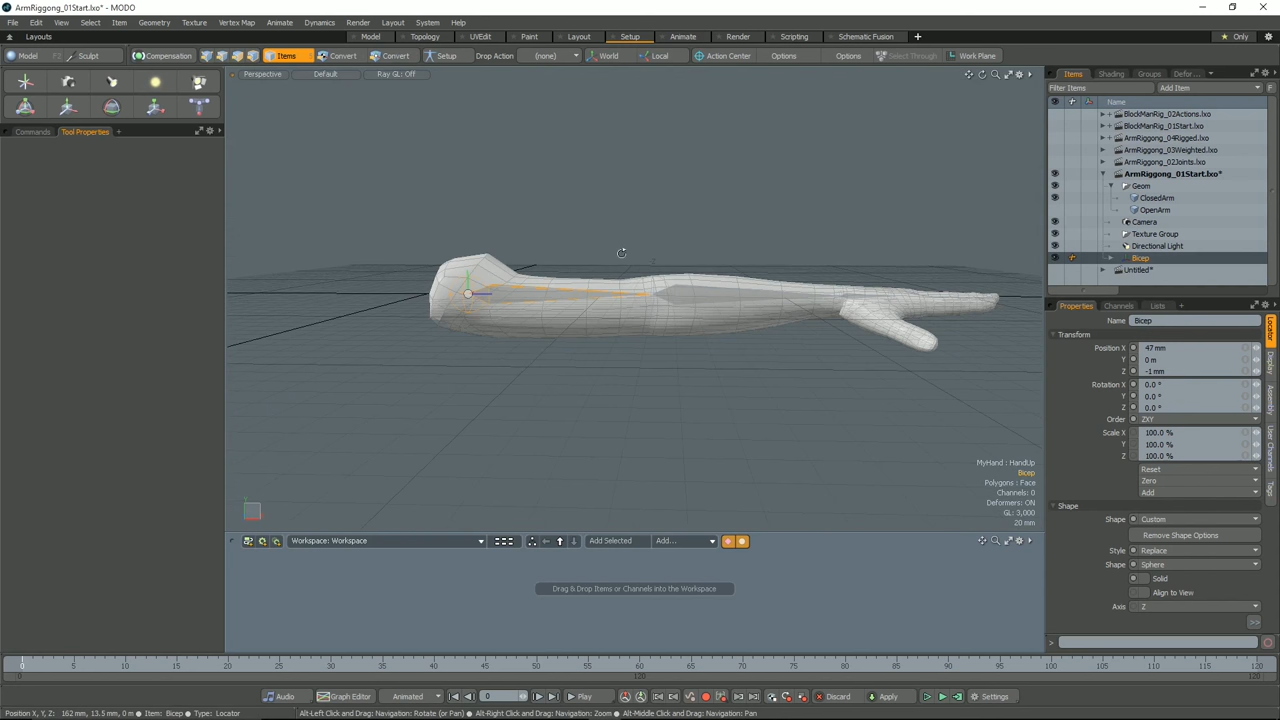 ArmRiggong_01Start.lxo* - MODO
File Edit View Select Item Geometry Texture Vertex Map Animate Dynamics Render Layout System Help
Layouts Model Topology UVEdit Paint Layout Setup Animate Render Scripting Schematic Fusion Only
Model F2 Sculpt Compensation Items Convert Convert Setup Drop Action (none) World Local Action Center Options Options Select Through Work Plane
Perspective Default Ray GL: Off
Commands Tool Properties
Items Shading Groups Defor...
Filter Items Add Item F
Name
BlockManRig_02Actions.lxo
BlockManRig_01Start.lxo
ArmRiggong_04Rigged.lxo
ArmRiggong_03Weighted.lxo
ArmRiggong_02Joints.lxo
ArmRiggong_01Start.lxo*
Geom
ClosedArm
OpenArm
Camera
Texture Group
Directional Light
Bicep
Untitled*
Properties Channels Lists
Name Bicep
Transform
Position X 47 mm
Y 0 m
Z -1 mm
Rotation X 0.0 °
Y 0.0 °
Z 0.0 °
Order ZXY
Scale X 100.0 %
Y 100.0 %
Z 100.0 %
Reset
Zero
Add
Shape
Shape Custom
Remove Shape Options
Style Replace
Shape Sphere
Solid
Align to View
Axis Z
>>
Locator
Display
Assembly
User Channels
Tags
MyHand : HandUp
Bicep
Polygons : Face
Channels: 0
Deformers: ON
GL: 3,000
20 mm
Workspace: Workspace Add Selected Add...
Drag & Drop Items or Channels into the Workspace
0 5 10 15 20 25 30 35 40 45 50 55 60 65 70 75 80 85 90 95 100 105 110 115 120
0 120 120
Audio Graph Editor Animated 0 Play Discard Apply Settings
Position X, Y, Z: 162 mm, 13.5 mm, 0 m Item: Bicep Type: Locator Alt-Left Click and Drag: Navigation: Rotate (or Pan) Alt-Right Click and Drag: Navigation: Zoom Alt-Middle Click and Drag: Navigation: Pan